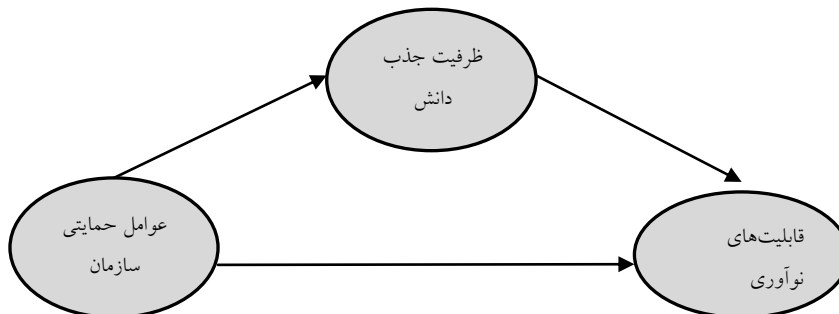 ظرفیت جذب
دانش
عوامل حمایتی
سازمان
قابلیت‌های
نوآوری